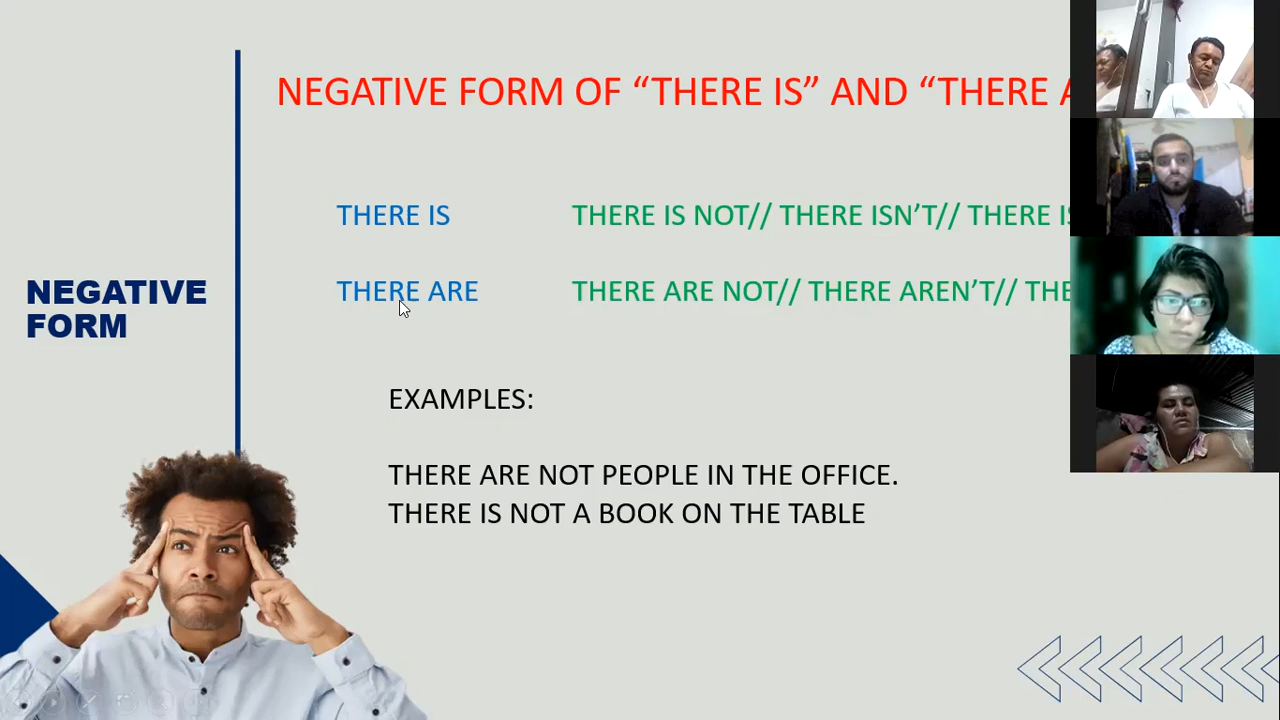 NEGATIVE FORM OF “THERE IS” AND “THERE
THERE IS THERE IS NOT// THERE ISN’T// THERE
THERE ARE THERE ARE NOT// THERE AREN’T//
NEGATIVE
FORM
EXAMPLES:
THERE ARE NOT PEOPLE IN THE OFFICE.
THERE IS NOT A BOOK ON THE TABLE